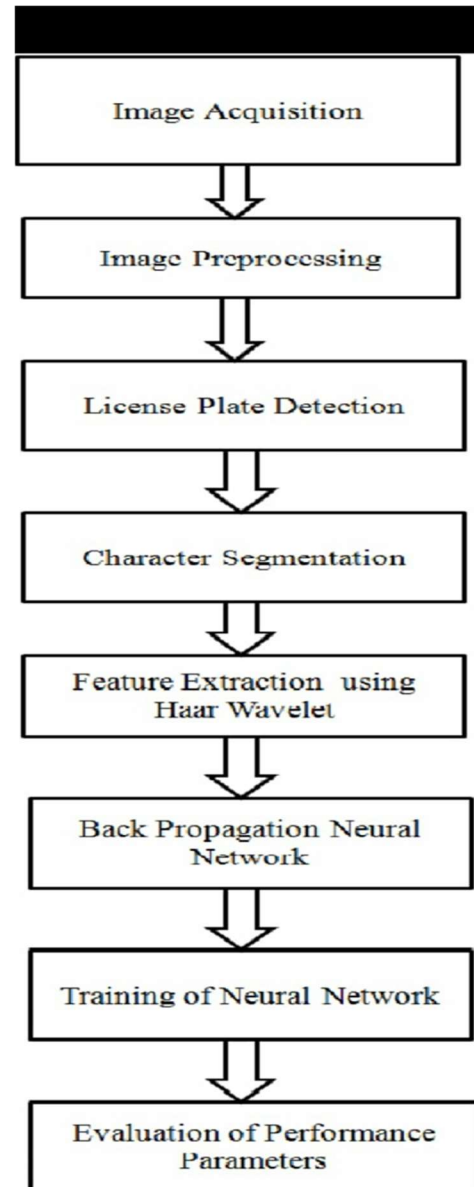 Image Acquisition
Image Preprocessing
License Plate Detection
Character Segmentation
Feature Extraction using
Haar Wavelet
Back Propagation Neural
Network
Training of Neural Network
Evaluation of Performance
Parameters